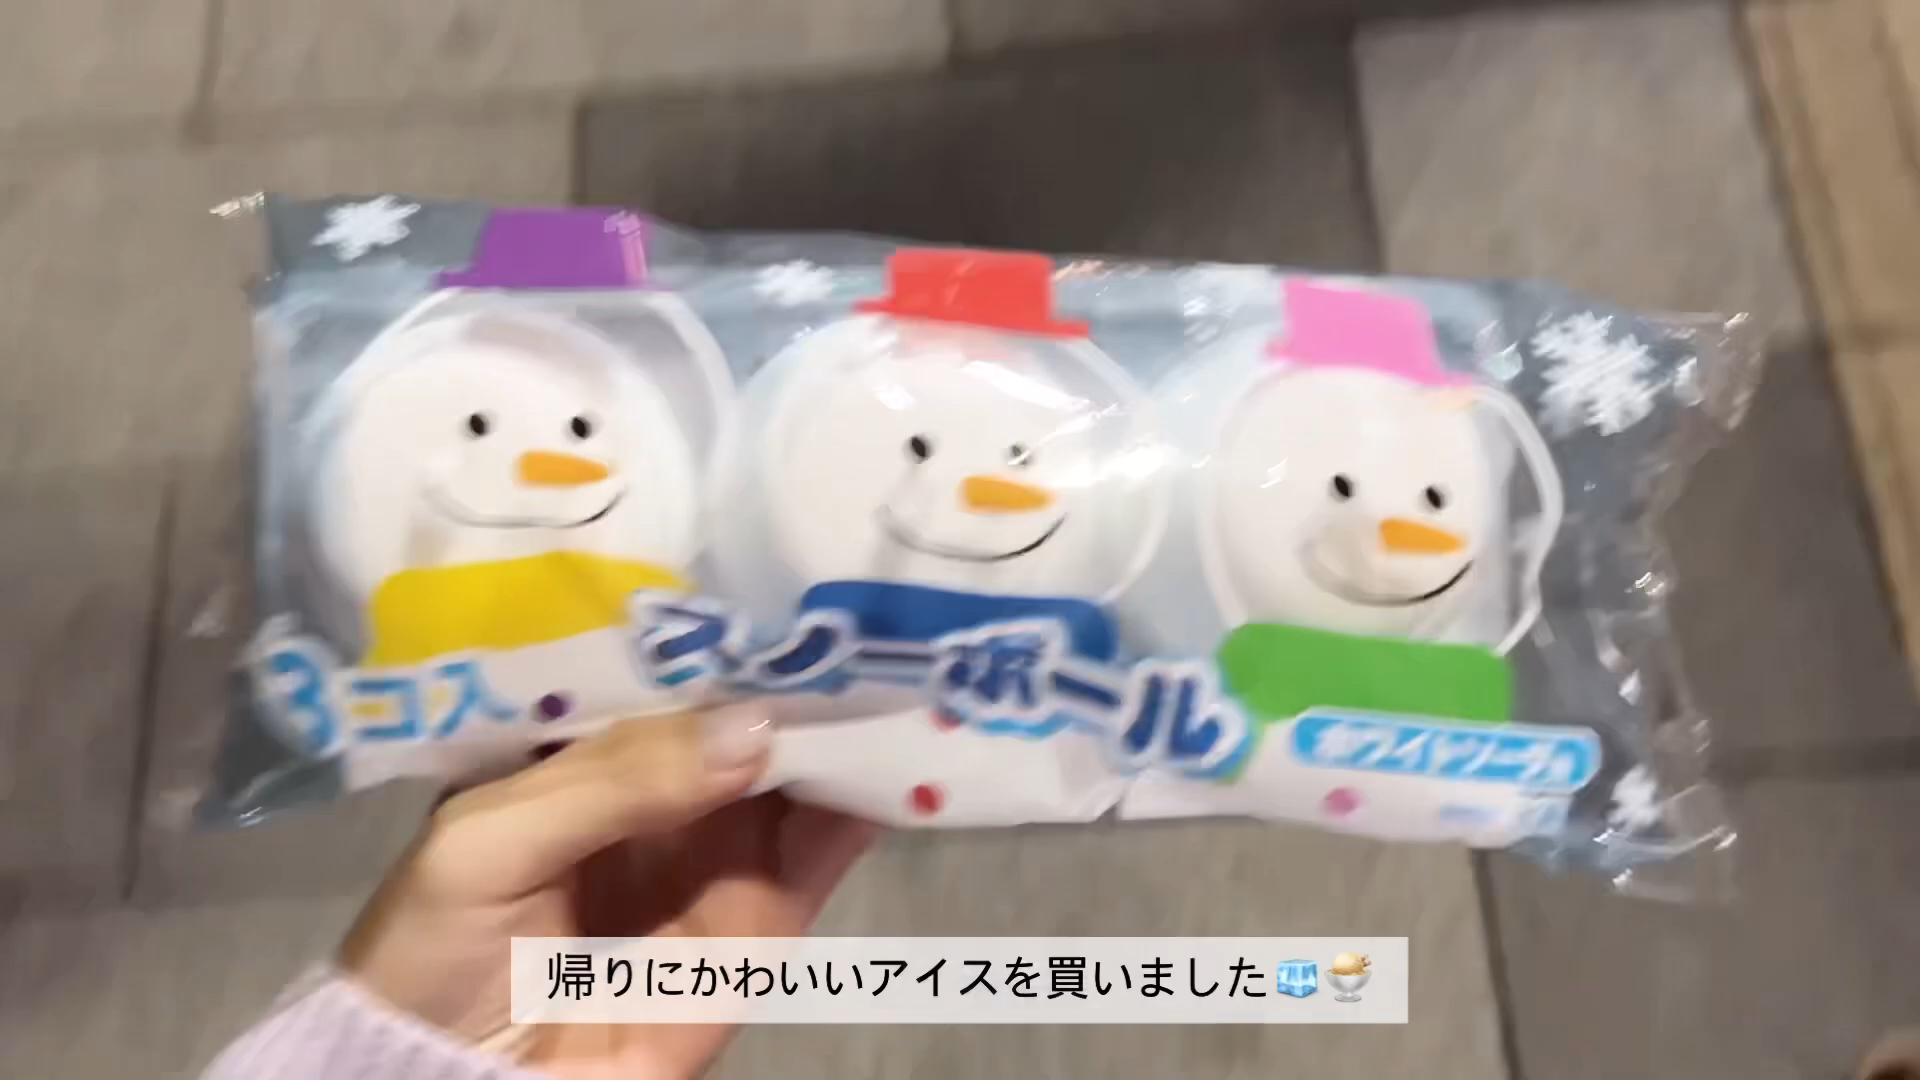 3コ入
スノーボール
ホワイトソーダ
帰りにかわいいアイスを買いました🧊🍨